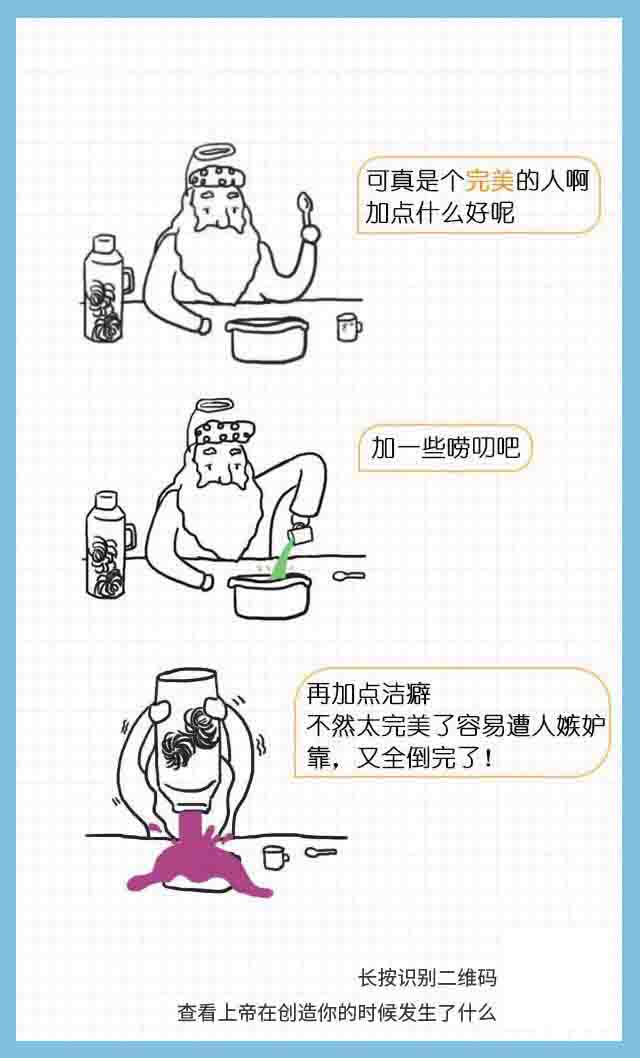 可真是个完美的人啊
加点什么好呢
加一些唠叨吧
再加点洁癖
不然太完美了容易遭人嫉妒
靠，又全倒完了！
长按识别二维码
查看上帝在创造你的时候发生了什么